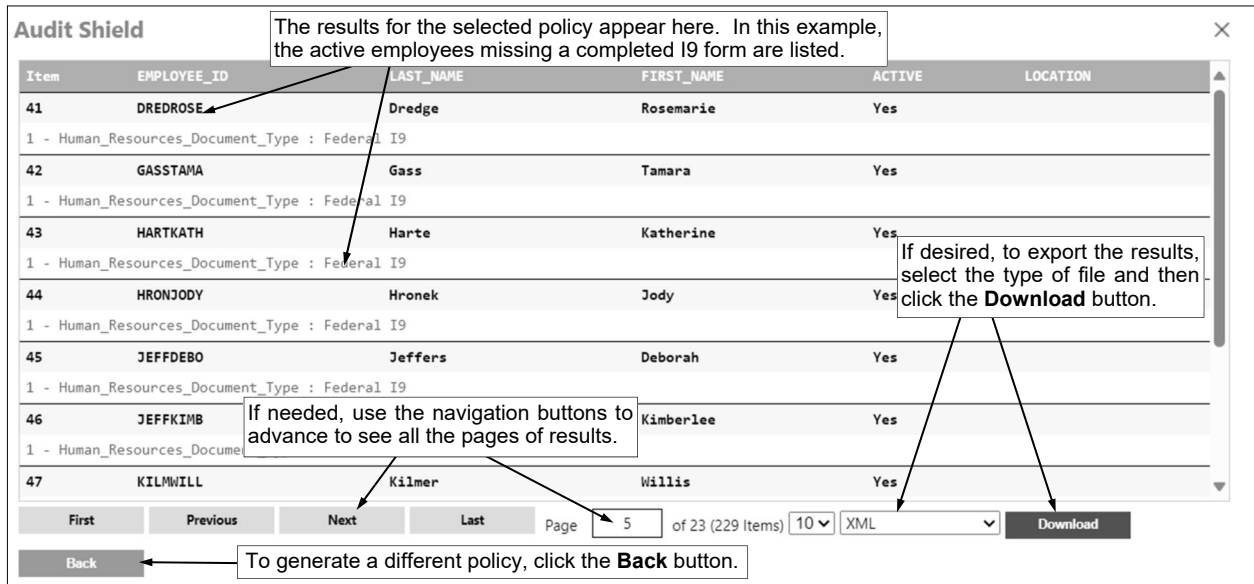 Audit Shield
The results for the selected policy appear here. In this example,
the active employees missing a completed I9 form are listed.
Item EMPLOYEE_ID LAST_NAME FIRST_NAME ACTIVE LOCATION
41 DREDROSE Dredge Rosemarie Yes
1 - Human_Resources_Document_Type : Federal I9
42 GASSTAMA Gass Tamara Yes
1 - Human_Resources_Document_Type : Federal I9
43 HARTKATH Harte Katherine Yes
1 - Human_Resources_Document_Type : Federal I9
If desired, to export the results,
select the type of file and then
click the Download button.
44 HRONJODY Hronek Jody Yes
1 - Human_Resources_Document_Type : Federal I9
45 JEFFDEBO Jeffers Deborah Yes
1 - Human_Resources_Document_Type : Federal I9
46 JEFFKIMB Kimberlee Yes
If needed, use the navigation buttons to
advance to see all the pages of results.
1 - Human_Resources_Docume
47 KILMWILL Kilmer Willis Yes
First Previous Next Last Page 5 of 23 (229 Items) 10 XML Download
Back
To generate a different policy, click the Back button.